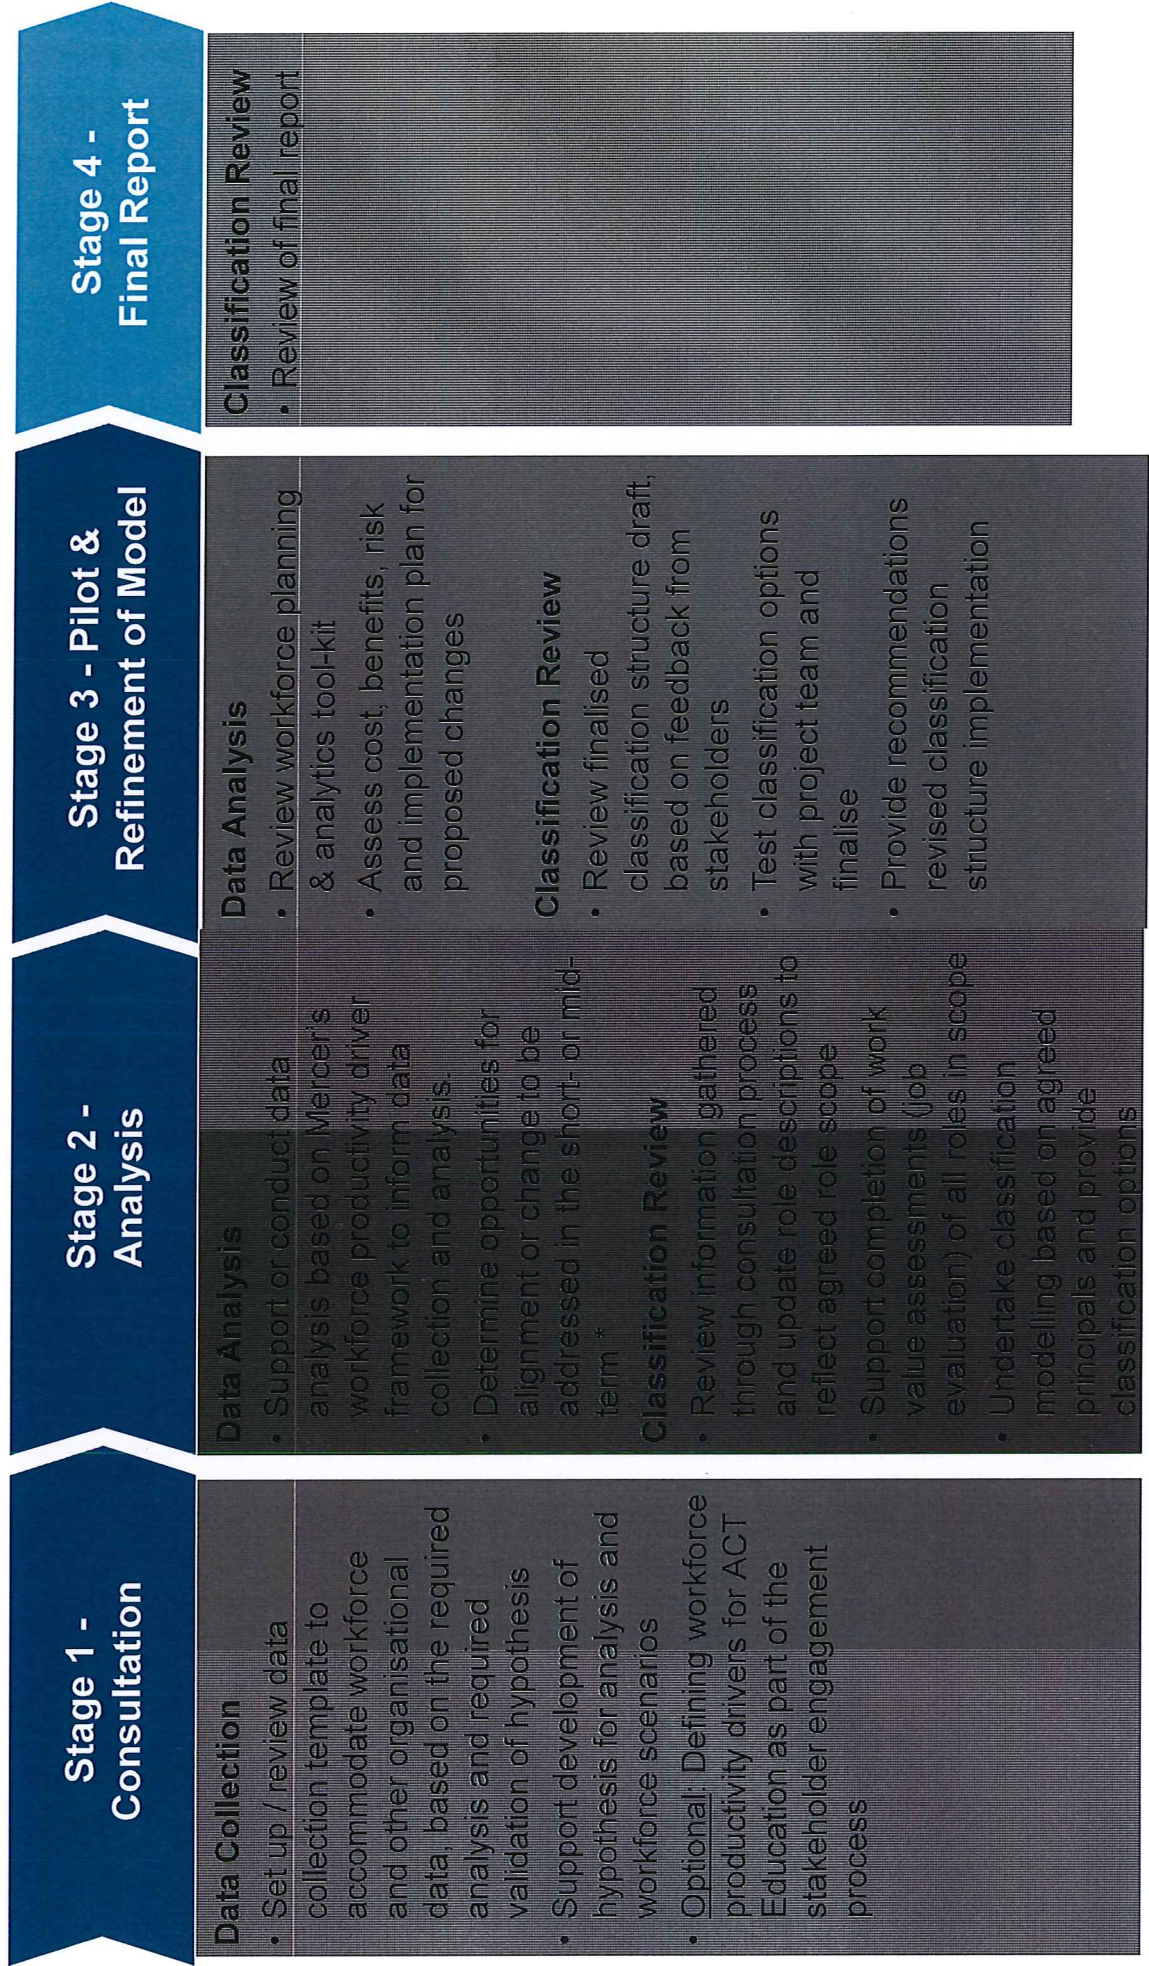 Stage 1 -
Consultation
Data Collection
• Set up / review data
collection template to
accommodate workforce
and other organisational
data, based on the required
analysis and required
validation of hypothesis
• Support development of
hypothesis for analysis and
workforce scenarios
• Optional: Defining workforce
productivity drivers for ACT
Education as part of the
stakeholder engagement
process
Stage 2 -
Analysis
Data Analysis
• Support or conduct data
analysis based on Mercer's
workforce productivity driver
framework to inform data
collection and analysis.
• Determine opportunities for
alignment or change to be
addressed in the short- or mid-
term *
Classification Review
• Review information gathered
through consultation process
and update role descriptions to
reflect agreed role scope
• Support completion of work
value assessments (job
evaluation) of all roles in scope
• Undertake classification
modelling based on agreed
principals and provide
classification options
Stage 3 - Pilot &
Refinement of Model
Data Analysis
• Review workforce planning
& analytics tool-kit
• Assess cost, benefits, risk
and implementation plan for
proposed changes
Classification Review
• Review finalised
classification structure draft,
based on feedback from
stakeholders
• Test classification options
with project team and
finalise
• Provide recommendations
revised classification
structure implementation
Stage 4 -
Final Report
Classification Review
• Review of final report